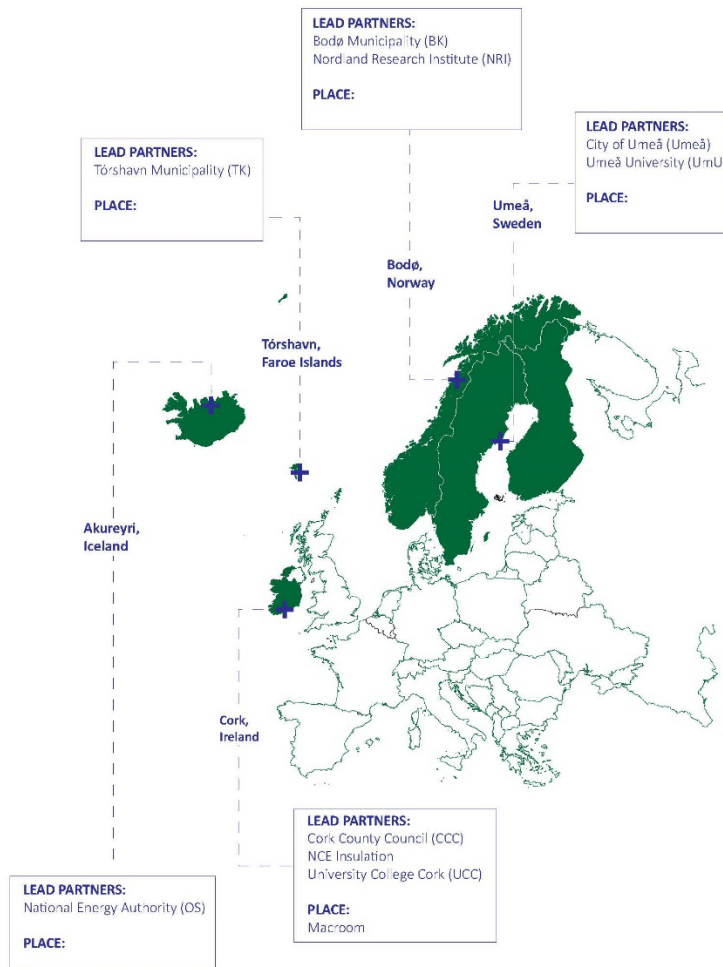 LEAD PARTNERS:
Bodø Municipality (BK)
Nordland Research Institute (NRI)
PLACE:
LEAD PARTNERS:
City of Umeå (Umeå)
Umeå University (UmU
PLACE:
LEAD PARTNERS:
Tórshavn Municipality (TK)
PLACE:
Umeå,
Sweden
Bodø,
Norway
Tórshavn,
Faroe Islands
Akureyri,
Iceland
Cork,
Ireland
LEAD PARTNERS:
Cork County Council (CCC)
NCE Insulation
University College Cork (UCC)
PLACE:
Macroom
LEAD PARTNERS:
National Energy Authority (OS)
PLACE: